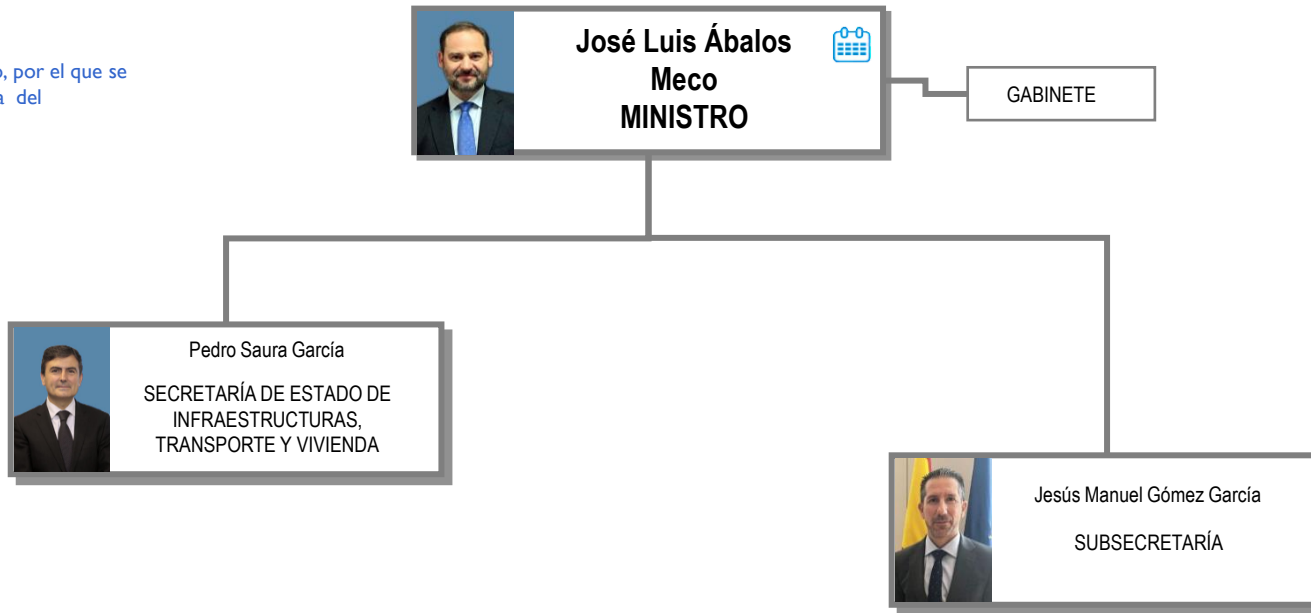 o, por el que se
a del
José Luis Ábalos
Meco
MINISTRO
GABINETE
Pedro Saura García
SECRETARÍA DE ESTADO DE
INFRAESTRUCTURAS,
TRANSPORTE Y VIVIENDA
Jesús Manuel Gómez García
SUBSECRETARÍA